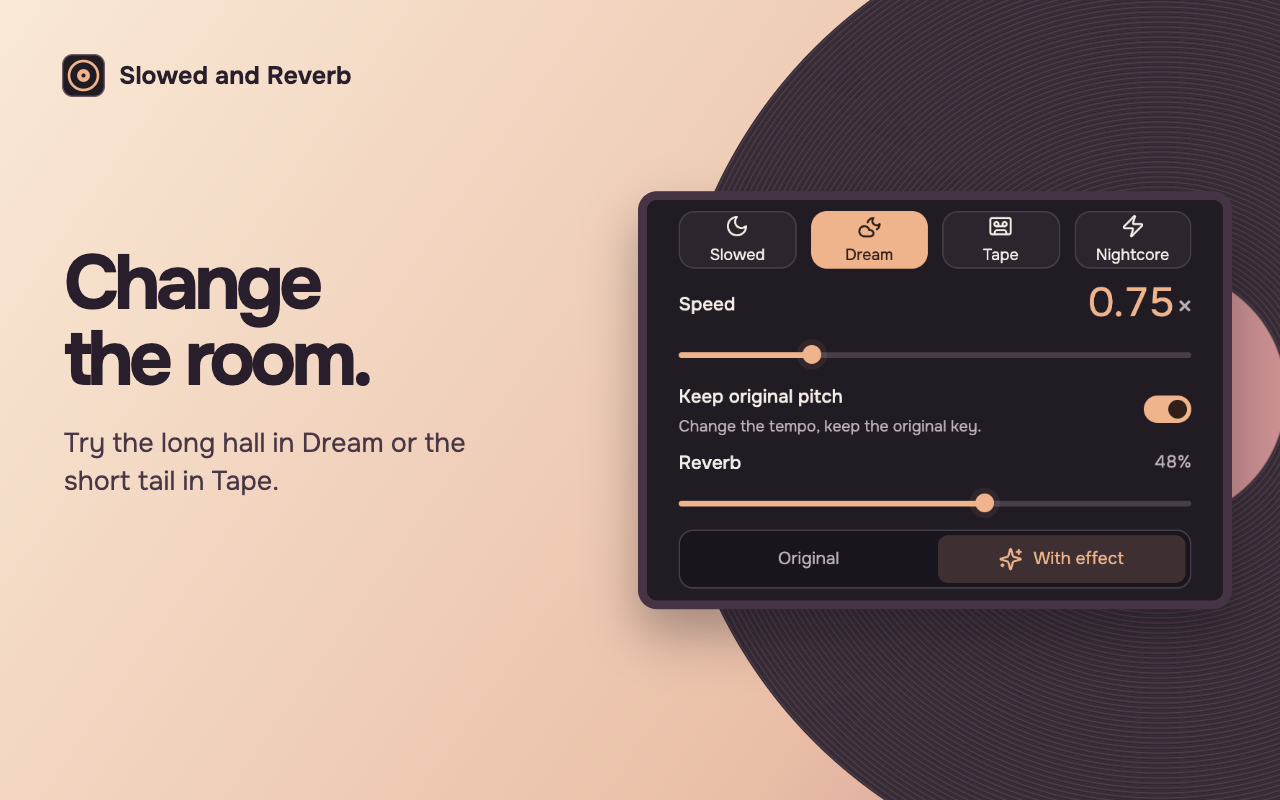 Slowed and Reverb
Change
the room.
Try the long hall in Dream or the
short tail in Tape.
Slowed
Dream
Tape
Nightcore
Speed
0.75×
Keep original pitch
Change the tempo, keep the original key.
Reverb
48%
Original
With effect